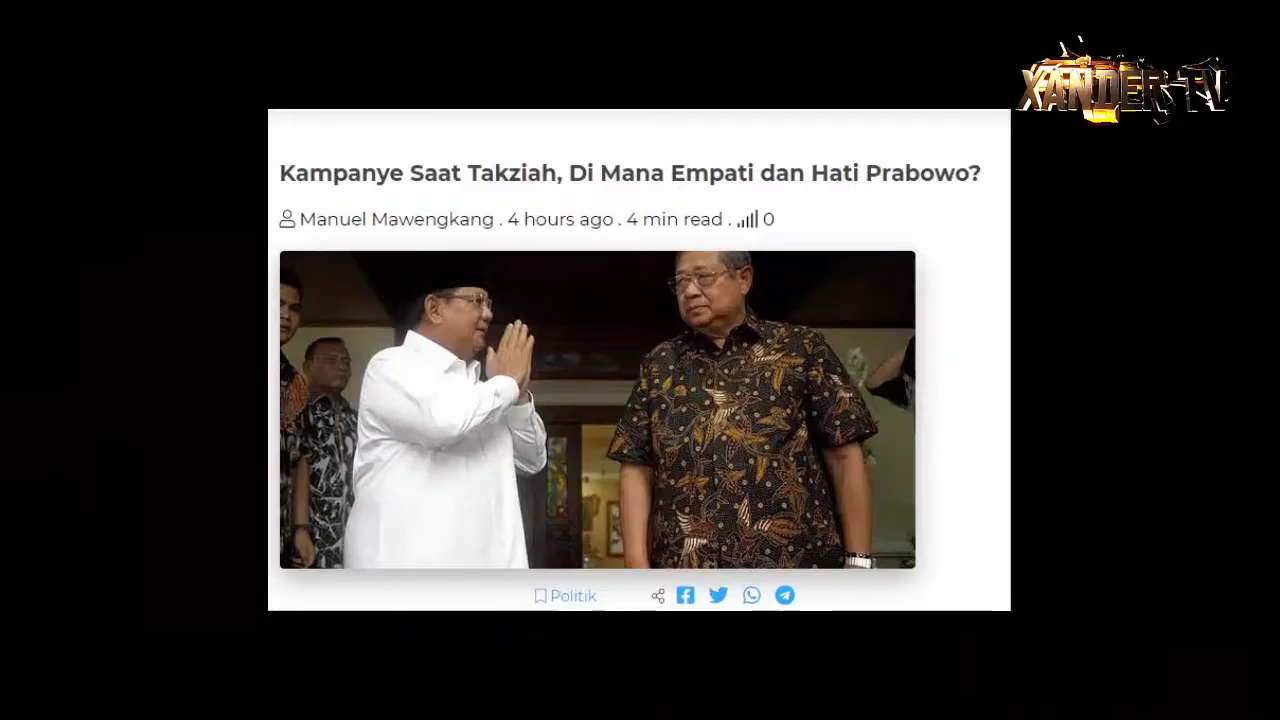 XANDER TV
Kampanye Saat Takziah, Di Mana Empati dan Hati Prabowo?
Manuel Mawengkang . 4 hours ago . 4 min read . 0
Politik